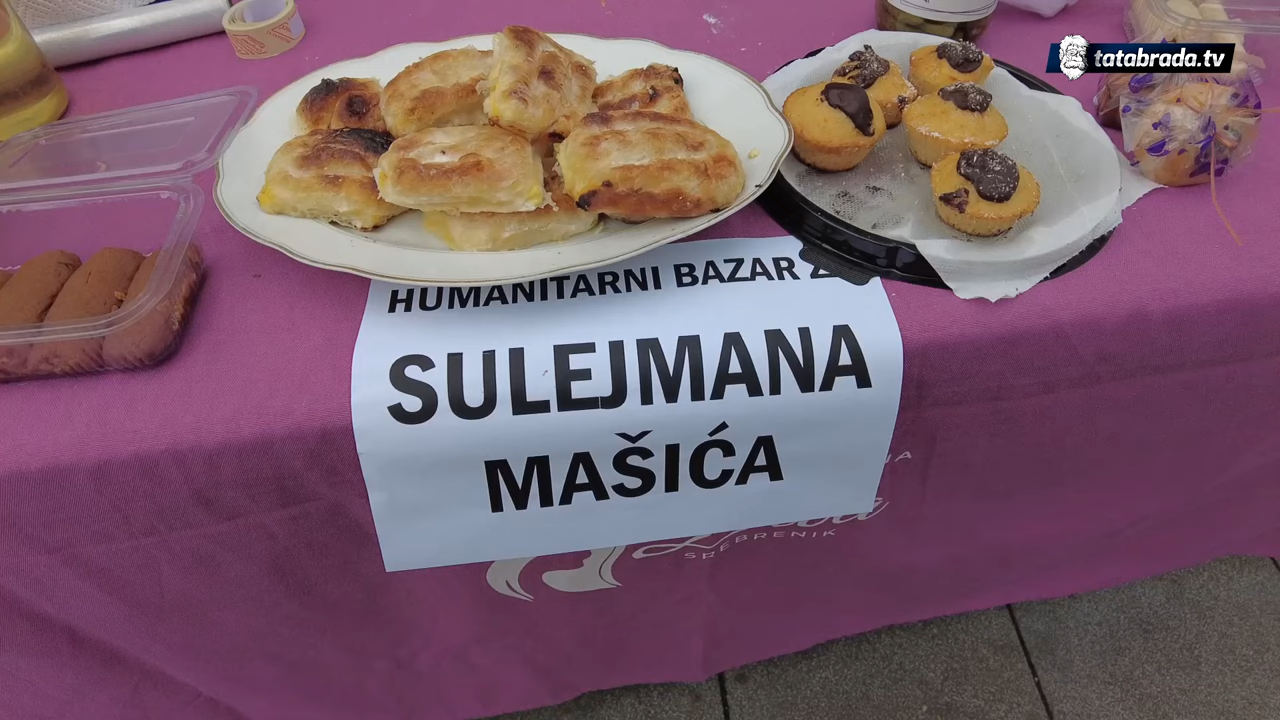 tatabrada.tv
HUMANITARNI BAZAR
SULEJMANA
MAŠIĆA
SREBRENIK